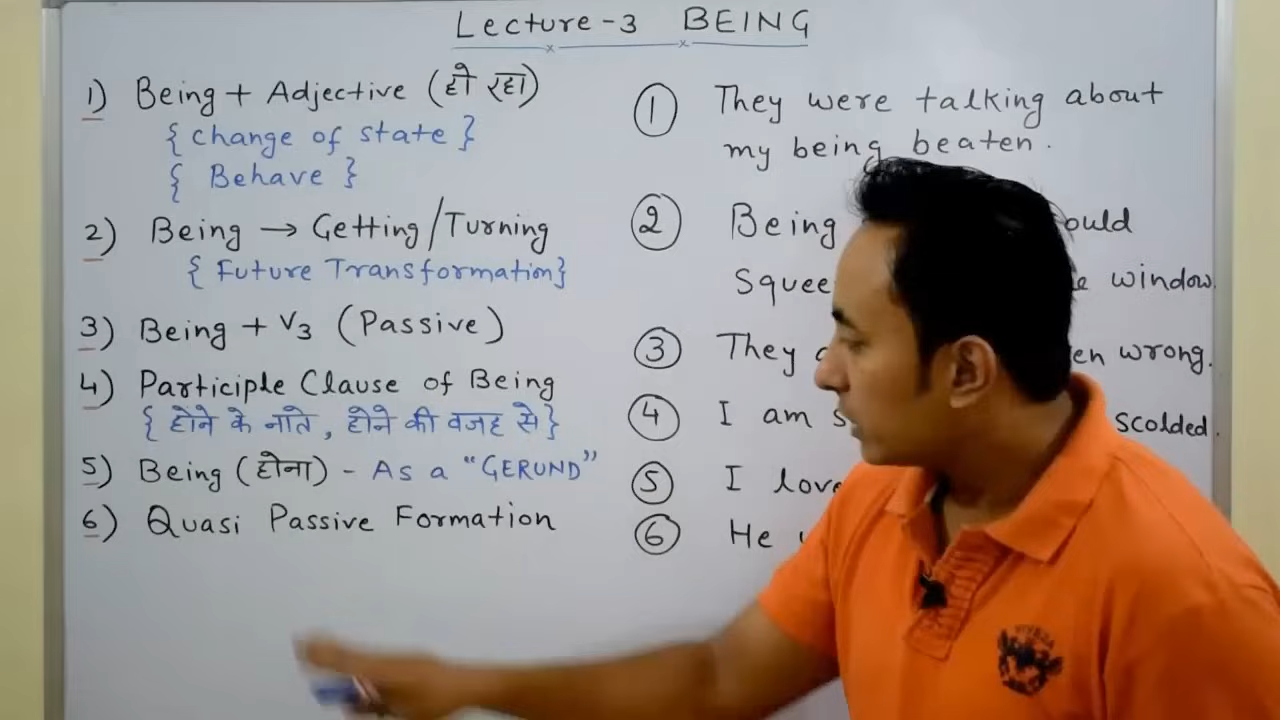 Lecture-3 BEING
1) Being + Adjective (हो रहा)
{ change of state }
{ Behave }
2) Being → Getting/Turning
{ Future Transformation}
3) Being + V3 (Passive)
4) Participle Clause of Being
{ होने के नाते, होने की वजह से }
5) Being (होना) - As a "GERUND"
6) Quasi Passive Formation
1 They were talking about
my being beaten.
2 Being ould
Squee window.
3 They en wrong.
4 I am s scolded.
5 I love
6 He